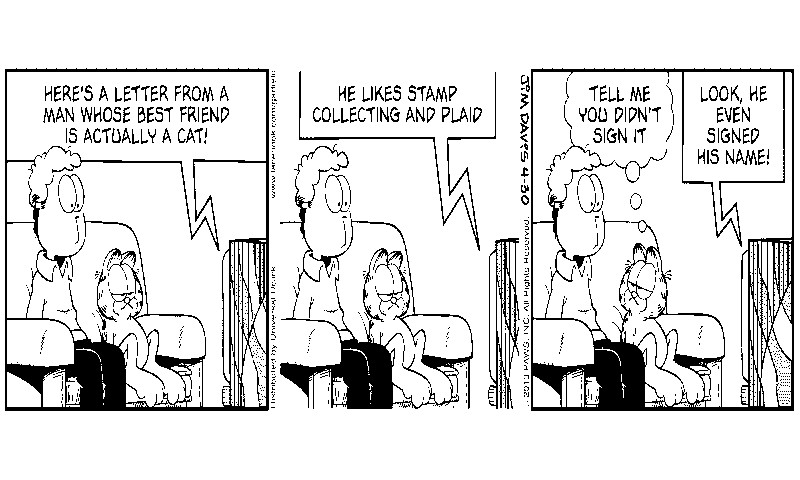 HERE'S A LETTER FROM A
MAN WHOSE BEST FRIEND
IS ACTUALLY A CAT!
HE LIKES STAMP
COLLECTING AND PLAID
JIM DAVIS 4-30
TELL ME
YOU DIDN'T
SIGN IT
LOOK, HE
EVEN
SIGNED
HIS NAME!